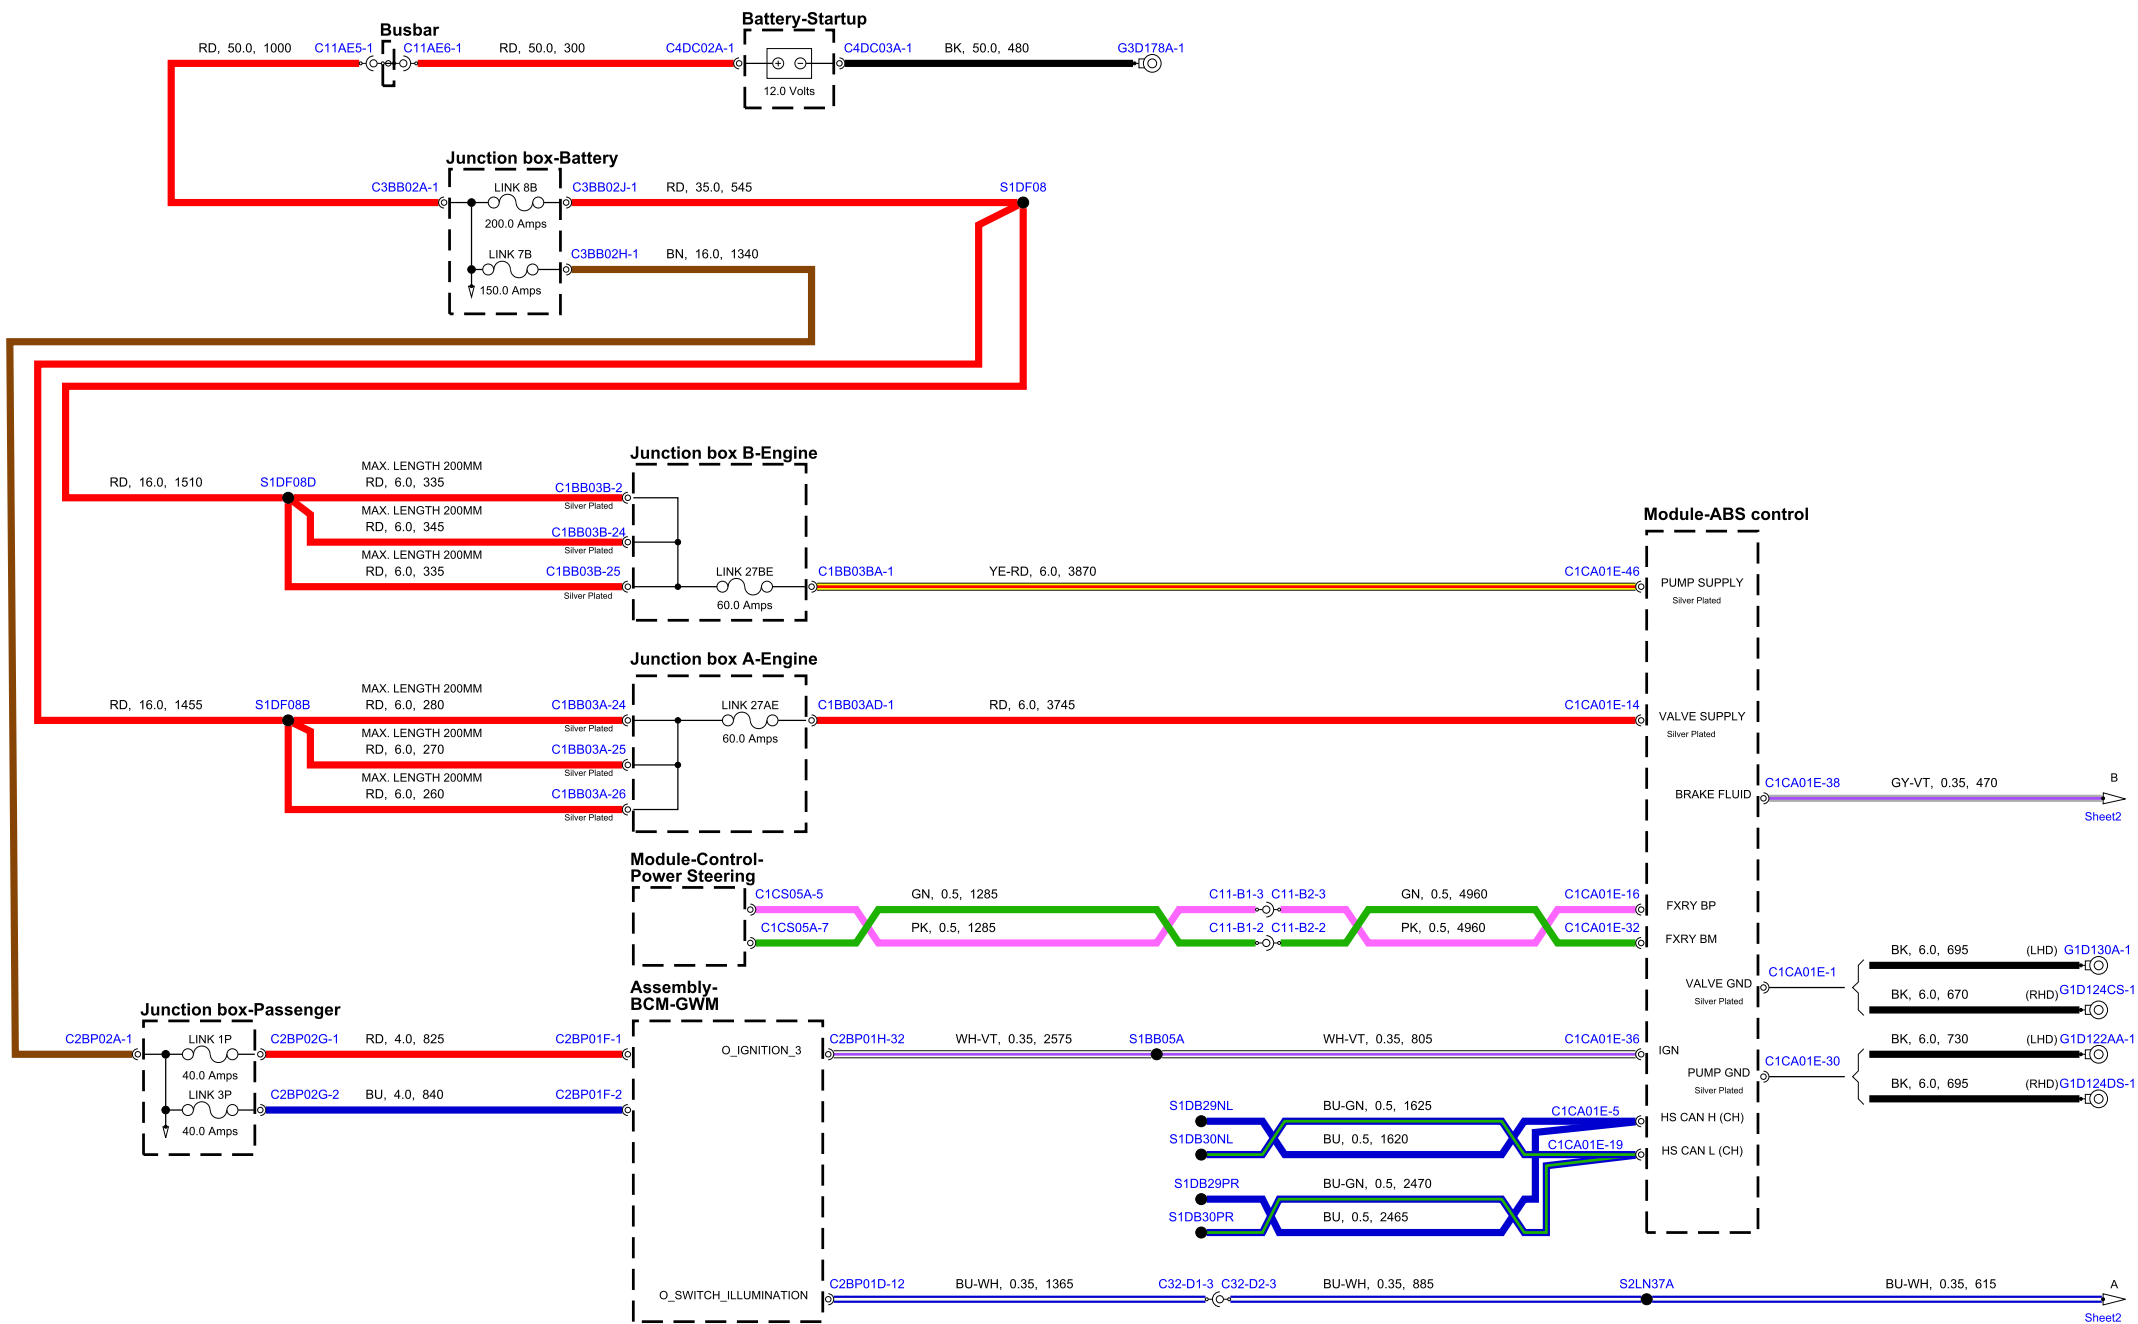 Busbar
Battery-Startup
RD, 50.0, 1000
C11AE5-1
C11AE6-1
RD, 50.0, 300
C4DC02A-1
C4DC03A-1
BK, 50.0, 480
G3D178A-1
12.0 Volts
Junction box-Battery
C3BB02A-1
LINK 8B
C3BB02J-1
RD, 35.0, 545
S1DF08
200.0 Amps
LINK 7B
C3BB02H-1
BN, 16.0, 1340
150.0 Amps
Junction box B-Engine
MAX. LENGTH 200MM
RD, 16.0, 1510
S1DF08D
RD, 6.0, 335
C1BB03B-2
Silver Plated
MAX. LENGTH 200MM
RD, 6.0, 345
C1BB03B-24
Silver Plated
MAX. LENGTH 200MM
RD, 6.0, 335
C1BB03B-25
Silver Plated
LINK 27BE
60.0 Amps
C1BB03BA-1
YE-RD, 6.0, 3870
C1CA01E-46
Module-ABS control
PUMP SUPPLY
Silver Plated
Junction box A-Engine
MAX. LENGTH 200MM
RD, 16.0, 1455
S1DF08B
RD, 6.0, 280
C1BB03A-24
Silver Plated
MAX. LENGTH 200MM
RD, 6.0, 270
C1BB03A-25
Silver Plated
MAX. LENGTH 200MM
RD, 6.0, 260
C1BB03A-26
Silver Plated
LINK 27AE
60.0 Amps
C1BB03AD-1
RD, 6.0, 3745
C1CA01E-14
VALVE SUPPLY
Silver Plated
BRAKE FLUID
C1CA01E-38
GY-VT, 0.35, 470
B
Sheet2
Module-Control-
Power Steering
C1CS05A-5
GN, 0.5, 1285
C11-B1-3
C11-B2-3
GN, 0.5, 4960
C1CA01E-16
FXRY BP
C1CS05A-7
PK, 0.5, 1285
C11-B1-2
C11-B2-2
PK, 0.5, 4960
C1CA01E-32
FXRY BM
VALVE GND
Silver Plated
C1CA01E-1
BK, 6.0, 695
(LHD)
G1D130A-1
BK, 6.0, 670
(RHD)
G1D124CS-1
Junction box-Passenger
Assembly-
BCM-GWM
C2BP02A-1
LINK 1P
40.0 Amps
C2BP02G-1
RD, 4.0, 825
C2BP01F-1
O_IGNITION_3
C2BP01H-32
WH-VT, 0.35, 2575
S1BB05A
WH-VT, 0.35, 805
C1CA01E-36
IGN
PUMP GND
Silver Plated
C1CA01E-30
BK, 6.0, 730
(LHD)
G1D122AA-1
BK, 6.0, 695
(RHD)
G1D124DS-1
LINK 3P
40.0 Amps
C2BP02G-2
BU, 4.0, 840
C2BP01F-2
S1DB29NL
BU-GN, 0.5, 1625
C1CA01E-5
HS CAN H (CH)
S1DB30NL
BU, 0.5, 1620
C1CA01E-19
HS CAN L (CH)
S1DB29PR
BU-GN, 0.5, 2470
S1DB30PR
BU, 0.5, 2465
O_SWITCH_ILLUMINATION
C2BP01D-12
BU-WH, 0.35, 1365
C32-D1-3
C32-D2-3
BU-WH, 0.35, 885
S2LN37A
BU-WH, 0.35, 615
A
Sheet2